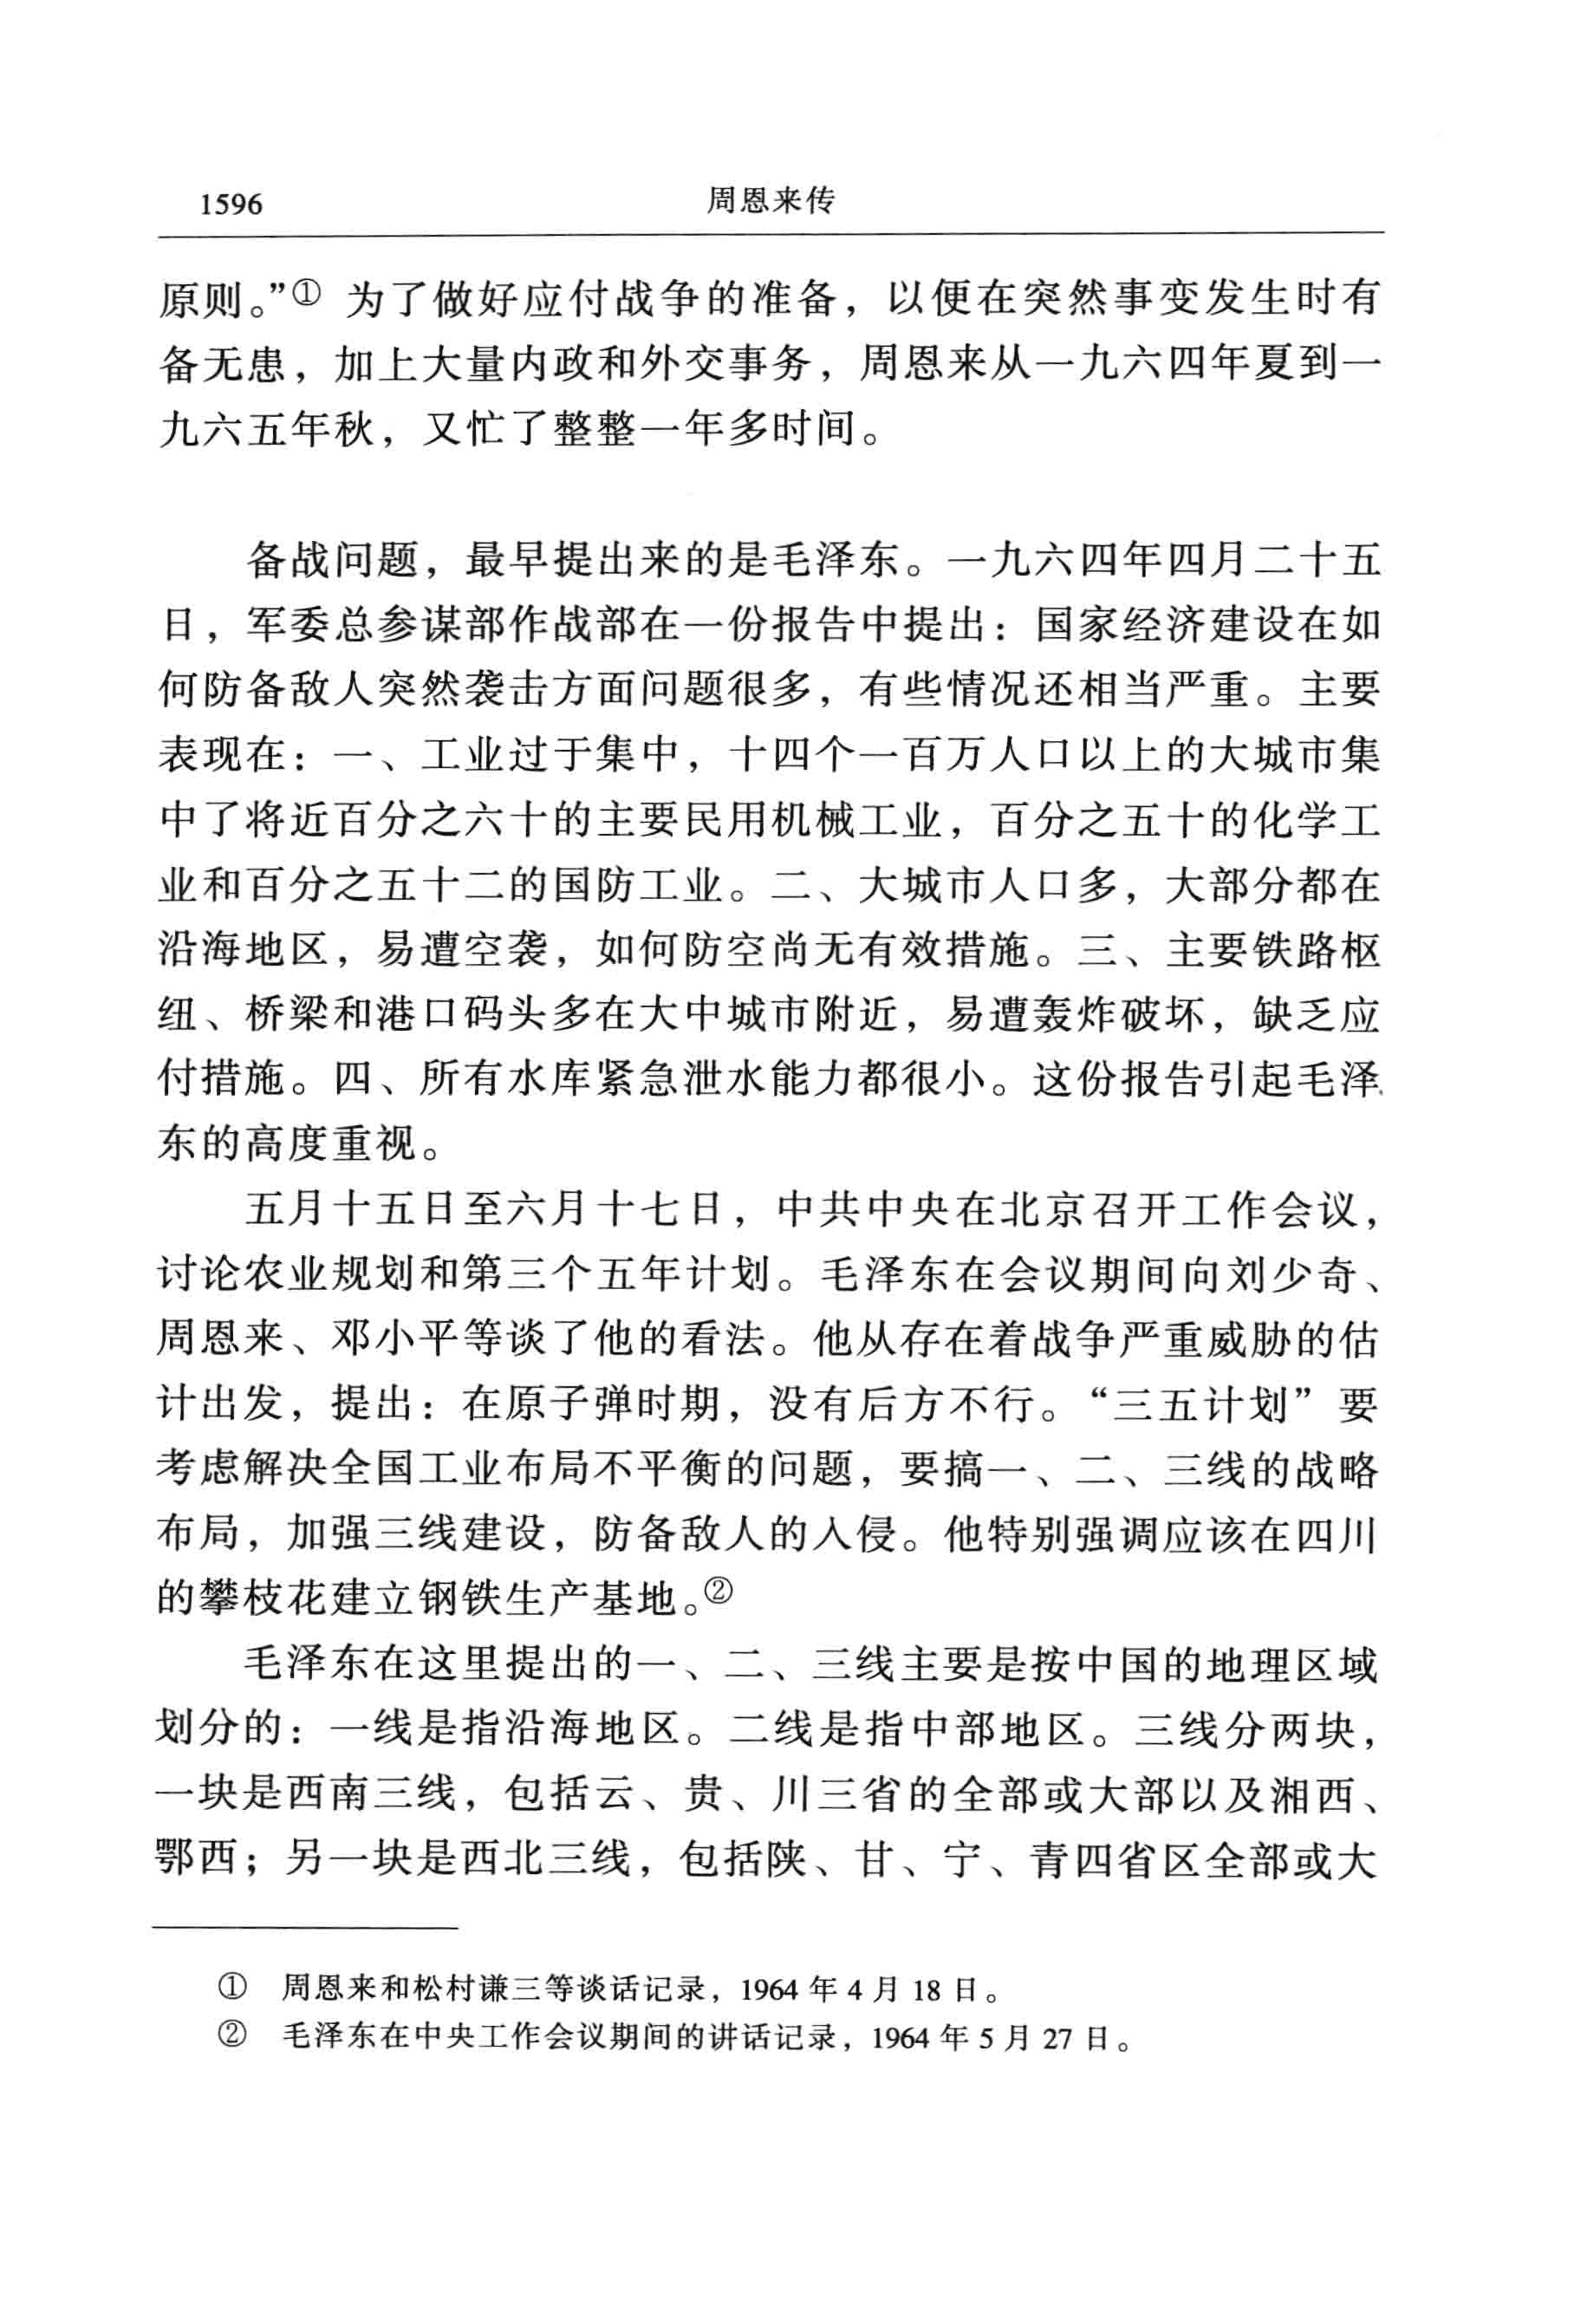 1596
周恩来传
原则。”① 为了做好应付战争的准备，以便在突然事变发生时有
备无患，加上大量内政和外交事务，周恩来从一九六四年夏到一
九六五年秋，又忙了整整一年多时间。
备战问题，最早提出来的是毛泽东。一九六四年四月二十五
日，军委总参谋部作战部在一份报告中提出：国家经济建设在如
何防备敌人突然袭击方面问题很多，有些情况还相当严重。主要
表现在：一、工业过于集中，十四个一百万人口以上的大城市集
中了将近百分之六十的主要民用机械工业，百分之五十的化学工
业和百分之五十二的国防工业。二、大城市人口多，大部分都在
沿海地区，易遭空袭，如何防空尚无有效措施。三、主要铁路枢
纽、桥梁和港口码头多在大中城市附近，易遭轰炸破坏，缺乏应
付措施。四、所有水库紧急泄水能力都很小。这份报告引起毛泽
东的高度重视。
五月十五日至六月十七日，中共中央在北京召开工作会议，
讨论农业规划和第三个五年计划。毛泽东在会议期间向刘少奇、
周恩来、邓小平等谈了他的看法。他从存在着战争严重威胁的估
计出发，提出：在原子弹时期，没有后方不行。“三五计划”要
考虑解决全国工业布局不平衡的问题，要搞一、二、三线的战略
布局，加强三线建设，防备敌人的入侵。他特别强调应该在四川
的攀枝花建立钢铁生产基地。②
毛泽东在这里提出的一、二、三线主要是按中国的地理区域
划分的：一线是指沿海地区。二线是指中部地区。三线分两块，
一块是西南三线，包括云、贵、川三省的全部或大部以及湘西、
鄂西；另一块是西北三线，包括陕、甘、宁、青四省区全部或大
① 周恩来和松村谦三等谈话记录，1964 年 4 月 18 日。
② 毛泽东在中央工作会议期间的讲话记录，1964 年 5 月 27 日。